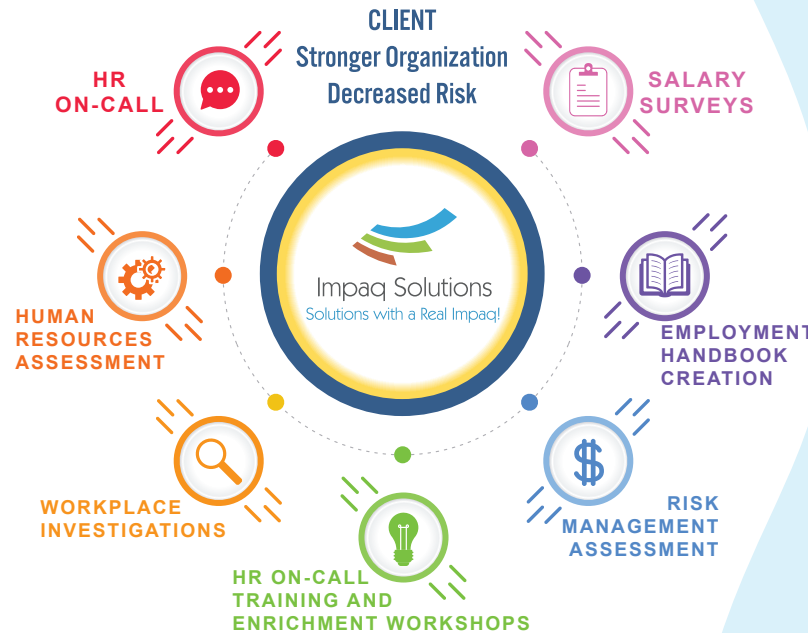 CLIENT
Stronger Organization
Decreased Risk
HR
ON-CALL
SALARY
SURVEYS
Impaq Solutions
Solutions with a Real Impaq!
HUMAN
RESOURCES
ASSESSMENT
EMPLOYMENT
HANDBOOK
CREATION
$
WORKPLACE
INVESTIGATIONS
RISK
MANAGEMENT
ASSESSMENT
HR ON-CALL
TRAINING AND
ENRICHMENT WORKSHOPS